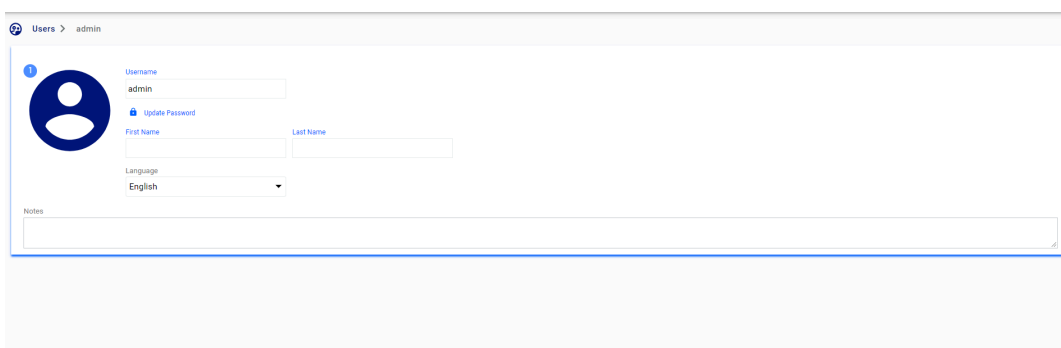 Users > admin
1
Username
admin
Update Password
First Name Last Name
Language
English
Notes